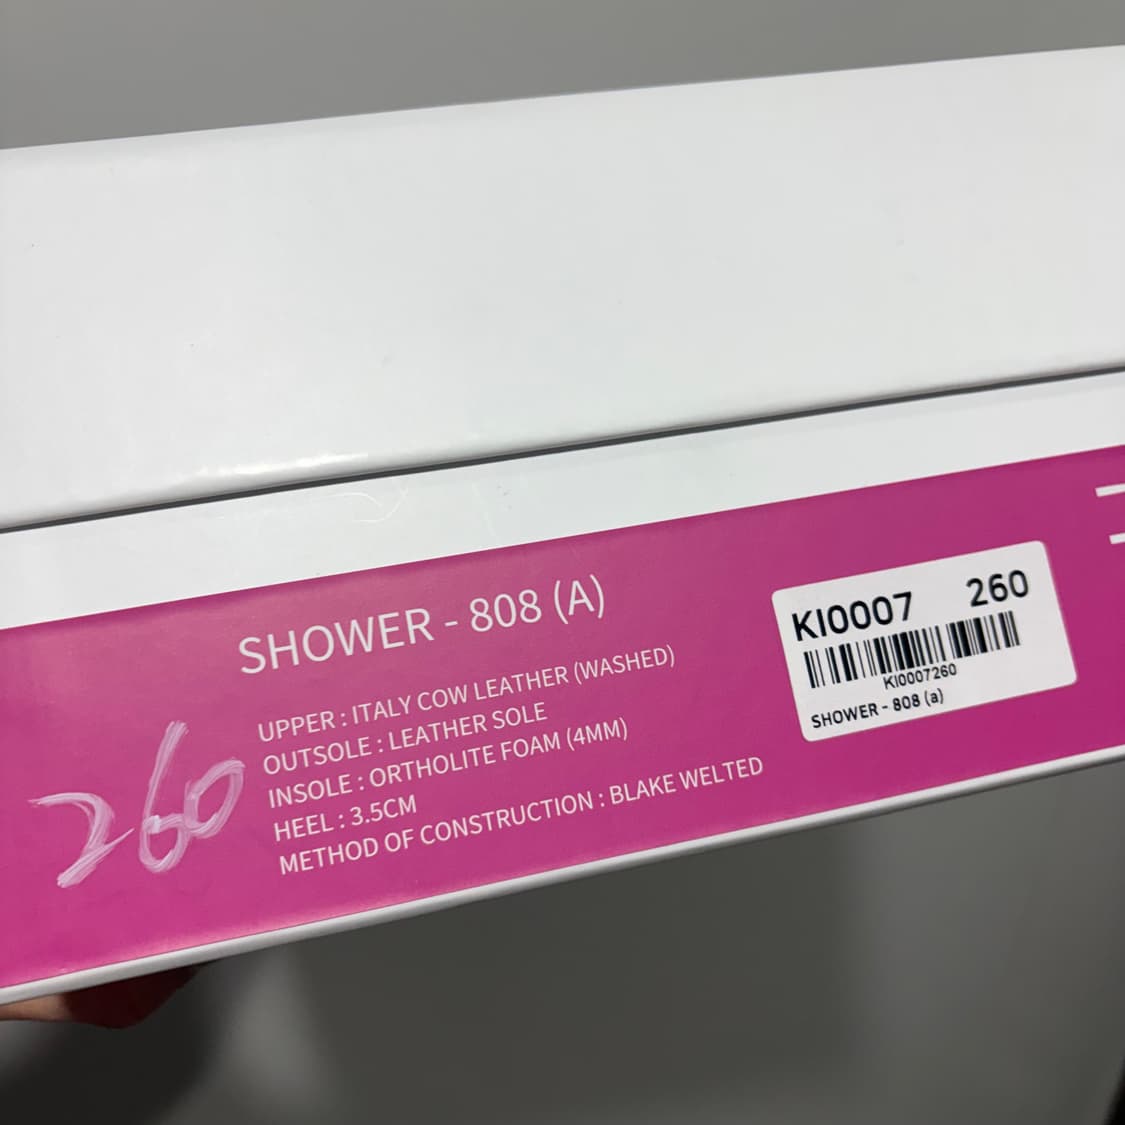 SHOWER - 808 (A)
UPPER : ITALY COW LEATHER (WASHED)
OUTSOLE : LEATHER SOLE
INSOLE : ORTHOLITE FOAM (4MM)
HEEL : 3.5CM
METHOD OF CONSTRUCTION : BLAKE WELTED
260
KI0007 260
KI0007260
SHOWER - 808 (a)